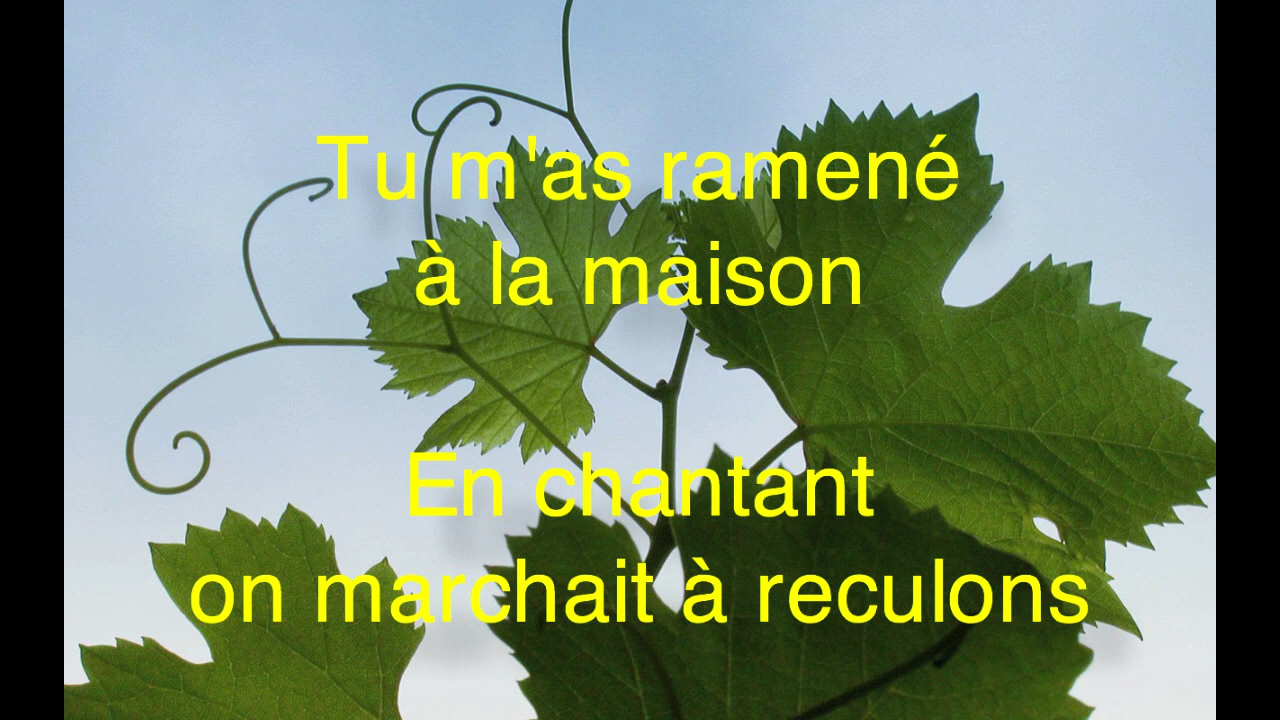 Tu m'as ramené
à la maison
En chantant
on marchait à reculons